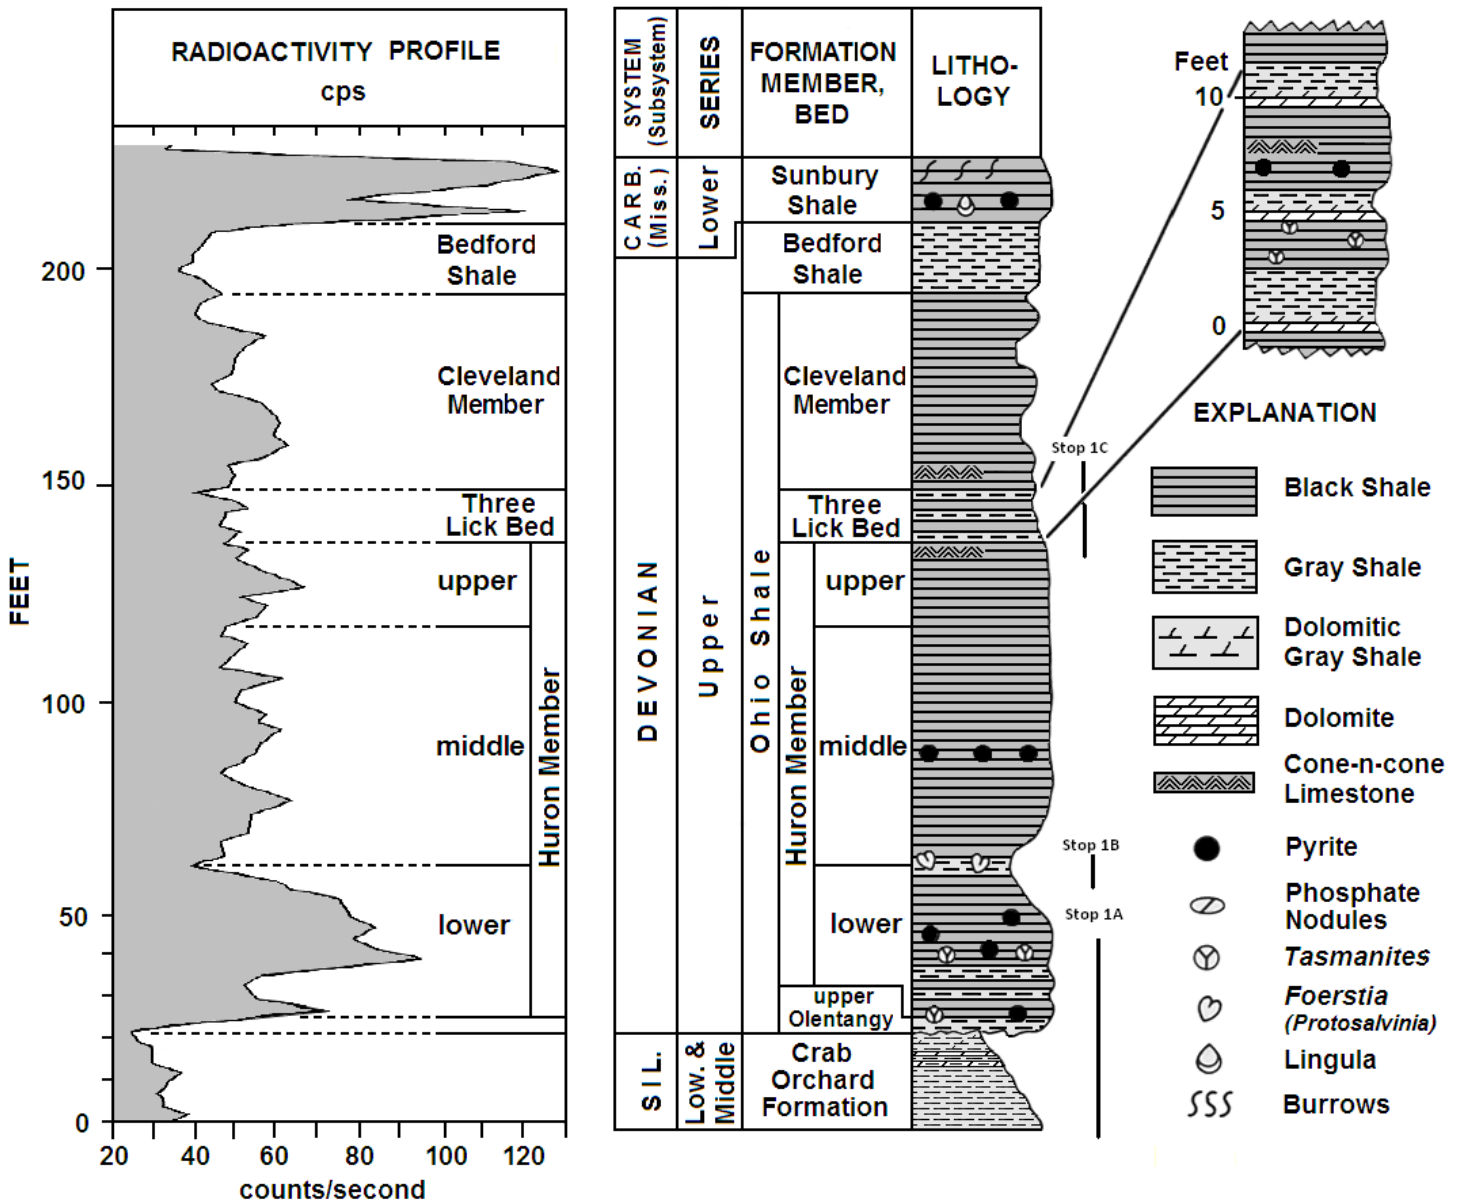 RADIOACTIVITY PROFILE
cps
FEET
200
150
100
50
0
Bedford
Shale
Cleveland
Member
Three
Lick Bed
upper
middle
lower
Huron Member
20 40 60 80 100 120
counts/second
SYSTEM
(Subsystem)
SERIES
FORMATION
MEMBER,
BED
LITHO-
LOGY
CARB.
(Miss.)
Lower
Sunbury
Shale
Bedford
Shale
DEVONIAN
Upper
Ohio Shale
Cleveland
Member
Three
Lick Bed
Huron Member
upper
middle
lower
upper
Olentangy
SIL.
Low. &
Middle
Crab
Orchard
Formation
Stop 1C
Stop 1B
Stop 1A
Feet
10
5
0
EXPLANATION
Black Shale
Gray Shale
Dolomitic
Gray Shale
Dolomite
Cone-n-cone
Limestone
Pyrite
Phosphate
Nodules
Tasmanites
Foerstia
(Protosalvinia)
Lingula
Burrows